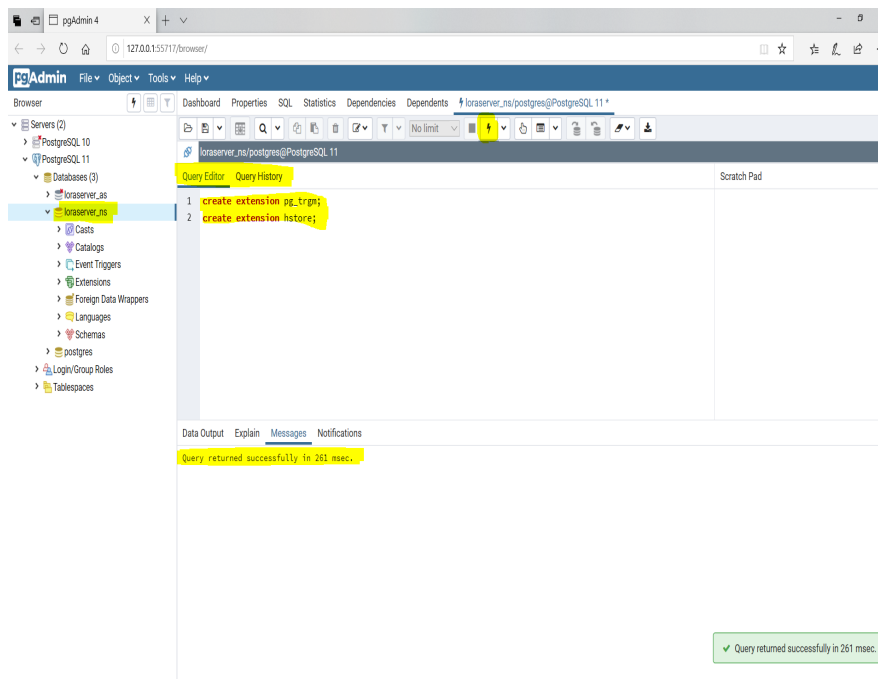 pgAdmin 4
127.0.0.1:55717/browser/
pgAdmin File Object Tools Help
Browser
Dashboard Properties SQL Statistics Dependencies Dependents loraserver_ns/postgres@PostgreSQL 11 *
Servers (2)
PostgreSQL 10
PostgreSQL 11
Databases (3)
loraserver_as
loraserver_ns
Casts
Catalogs
Event Triggers
Extensions
Foreign Data Wrappers
Languages
Schemas
postgres
Login/Group Roles
Tablespaces
No limit
loraserver_ns/postgres@PostgreSQL 11
Query Editor Query History
Scratch Pad
1 create extension pg_trgm;
2 create extension hstore;
Data Output Explain Messages Notifications
Query returned successfully in 261 msec.
Query returned successfully in 261 msec.